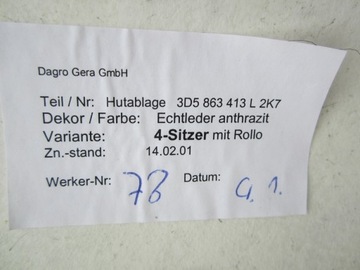 Dagro Gera GmbH
Teil / Nr: Hutablage 3D5 863 413 L 2K7
Dekor / Farbe: Echtleder anthrazit
Variante: 4-Sitzer mit Rollo
Zn.-stand: 14.02.01
Werker-Nr: 78 Datum: 9.1.